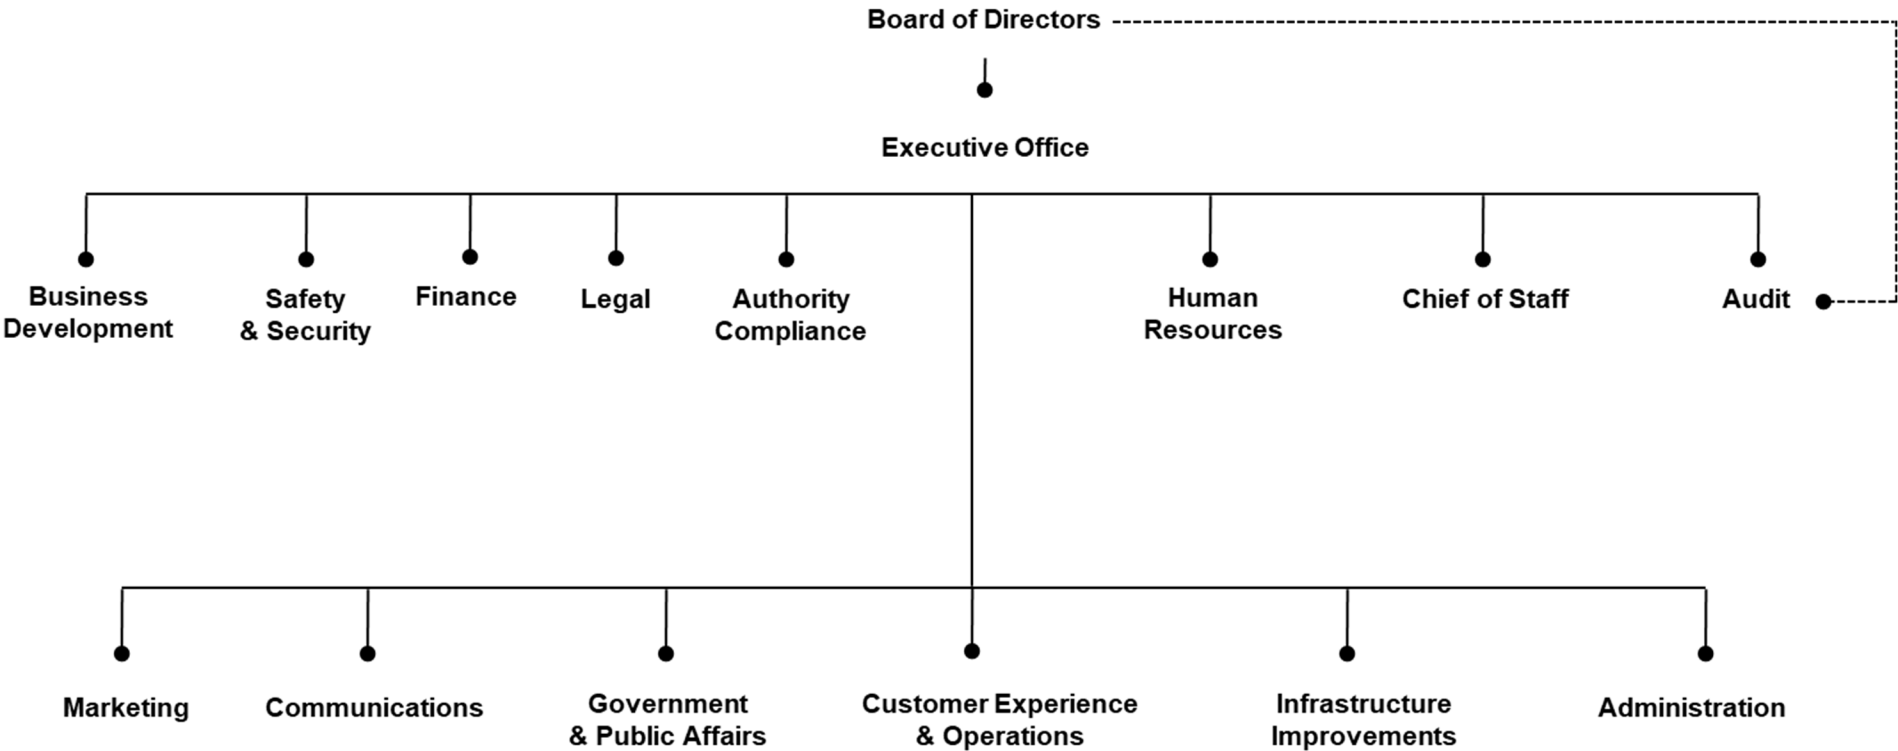 Board of Directors
Executive Office
Business
Development
Safety
& Security
Finance
Legal
Authority
Compliance
Human
Resources
Chief of Staff
Audit
Marketing
Communications
Government
& Public Affairs
Customer Experience
& Operations
Infrastructure
Improvements
Administration